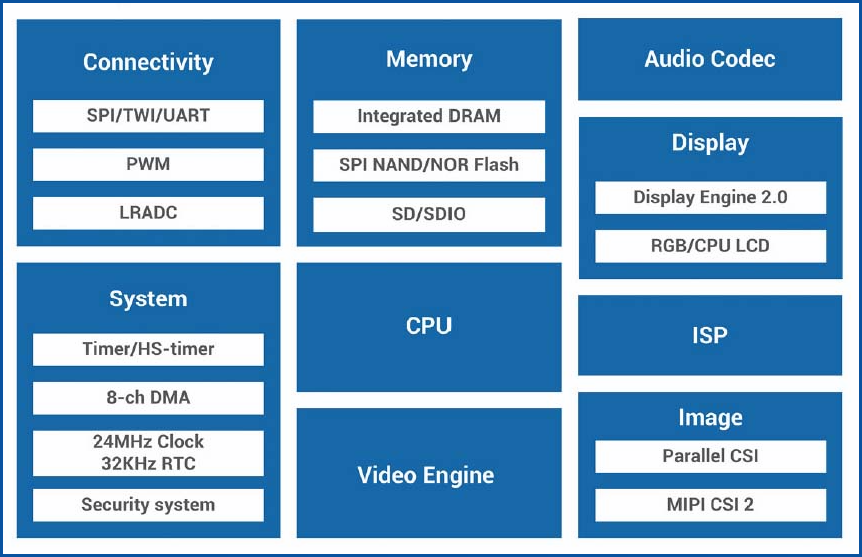 Connectivity
SPI/TWI/UART
PWM
LRADC
Memory
Integrated DRAM
SPI NAND/NOR Flash
SD/SDIO
Audio Codec
Display
Display Engine 2.0
RGB/CPU LCD
System
Timer/HS-timer
8-ch DMA
24MHz Clock
32KHz RTC
Security system
CPU
Video Engine
ISP
Image
Parallel CSI
MIPI CSI 2